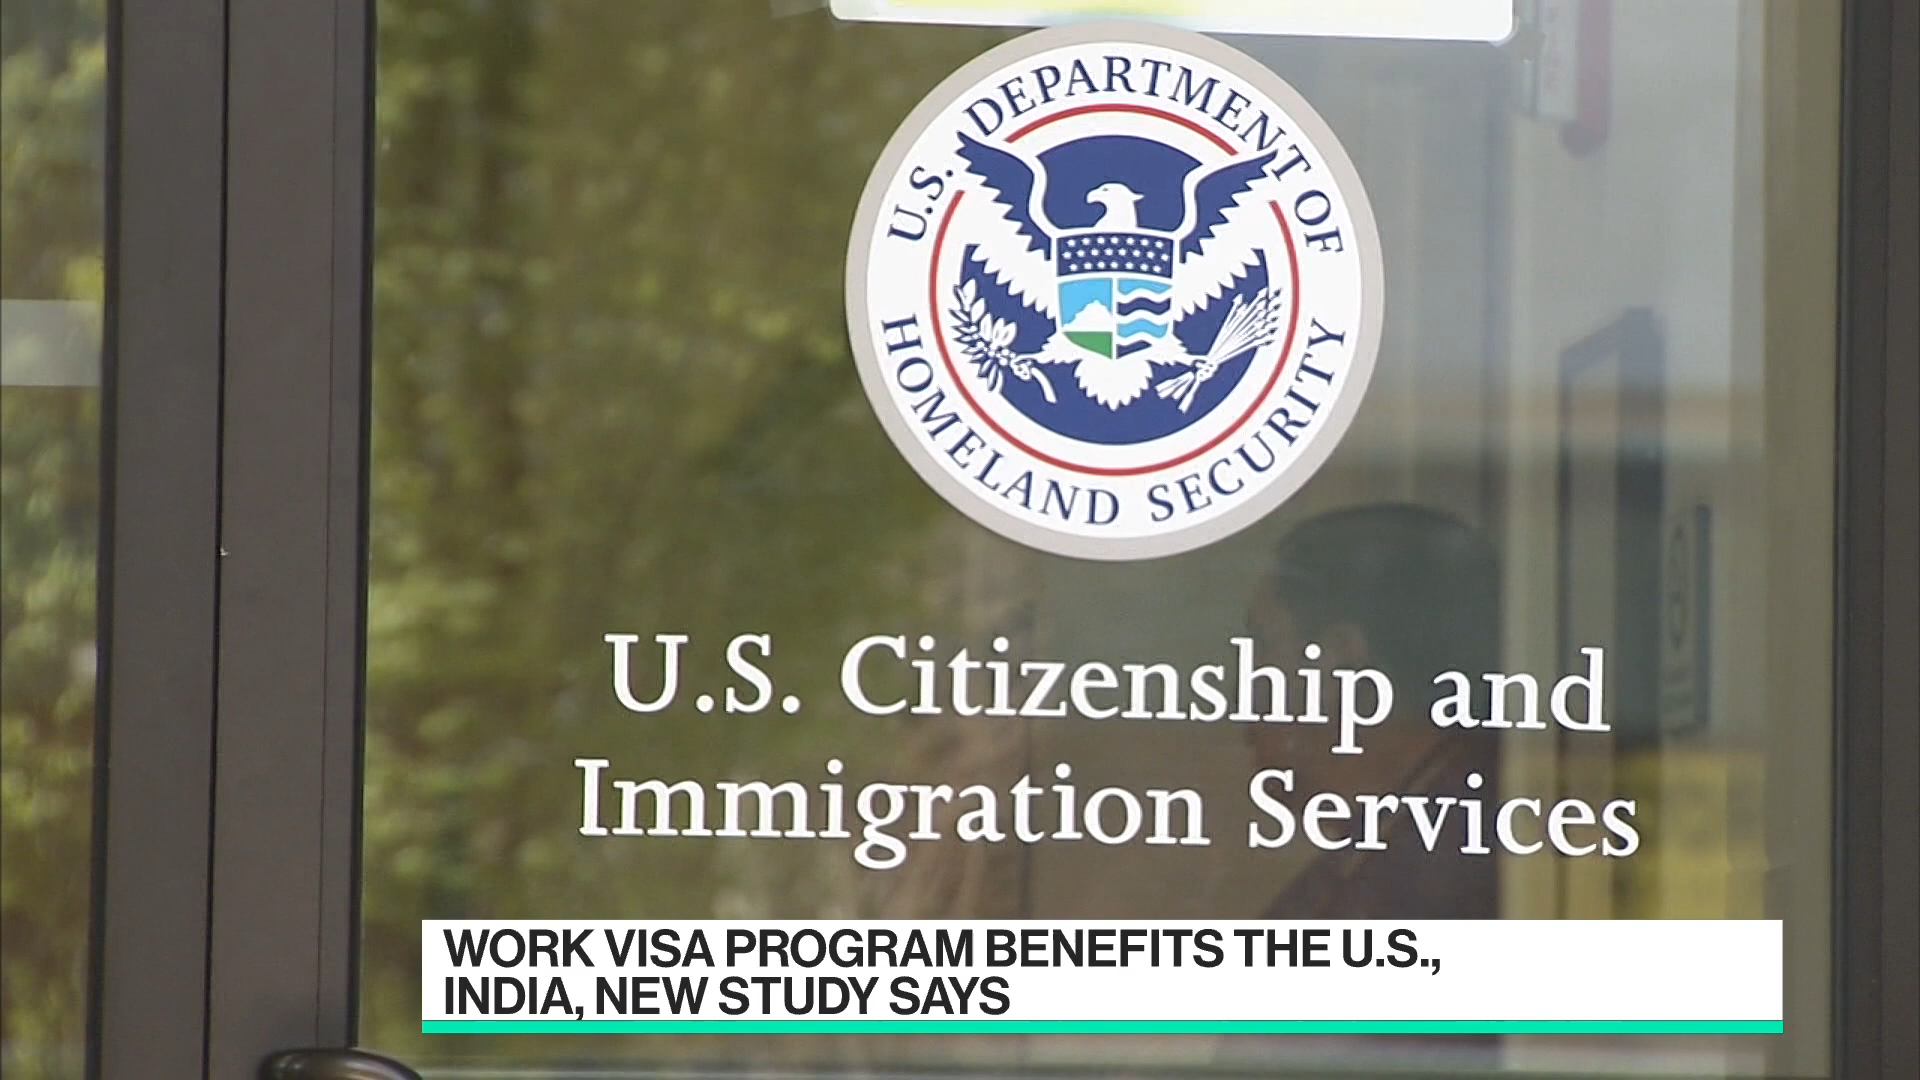 U.S. DEPARTMENT OF
HOMELAND SECURITY
U.S. Citizenship and
Immigration Services
WORK VISA PROGRAM BENEFITS THE U.S.,
INDIA, NEW STUDY SAYS